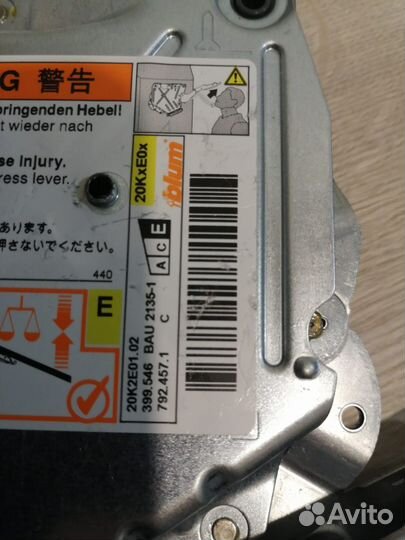 G 警告
springenden Hebel!
t wieder nach
se Injury.
ress lever.
あります。
押さないでください。
440
E
20KxE0x
blum
A C E
20K2E01.02
399.546 BAU 2135-1
792.457.1 C
Avito